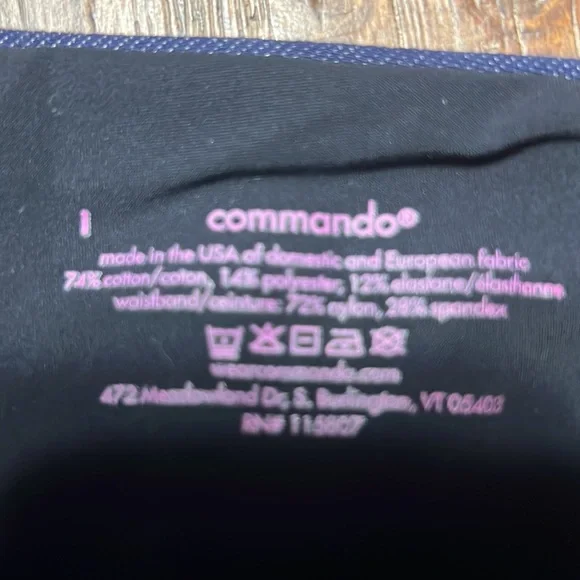 1
commando®
made in the USA of domestic and European fabric
74% cotton/coton, 14% polyester, 12% elastane/élasthanne
waistband/ceinture: 72% nylon, 28% spandex
wearcommando.com
472 Meadowland Dr, S. Burlington, VT 05403
RN# 115807